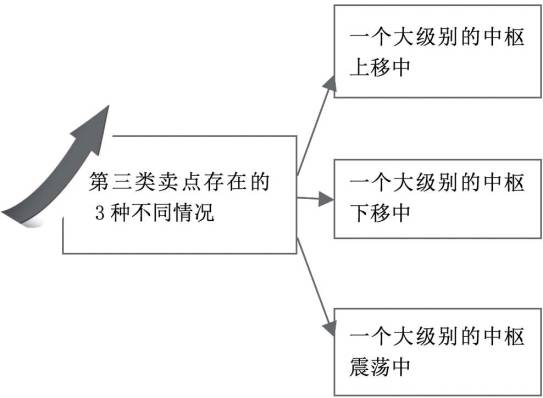 一个大级别的中枢
上移中
第三类卖点存在的
3种不同情况
一个大级别的中枢
下移中
一个大级别的中枢
震荡中